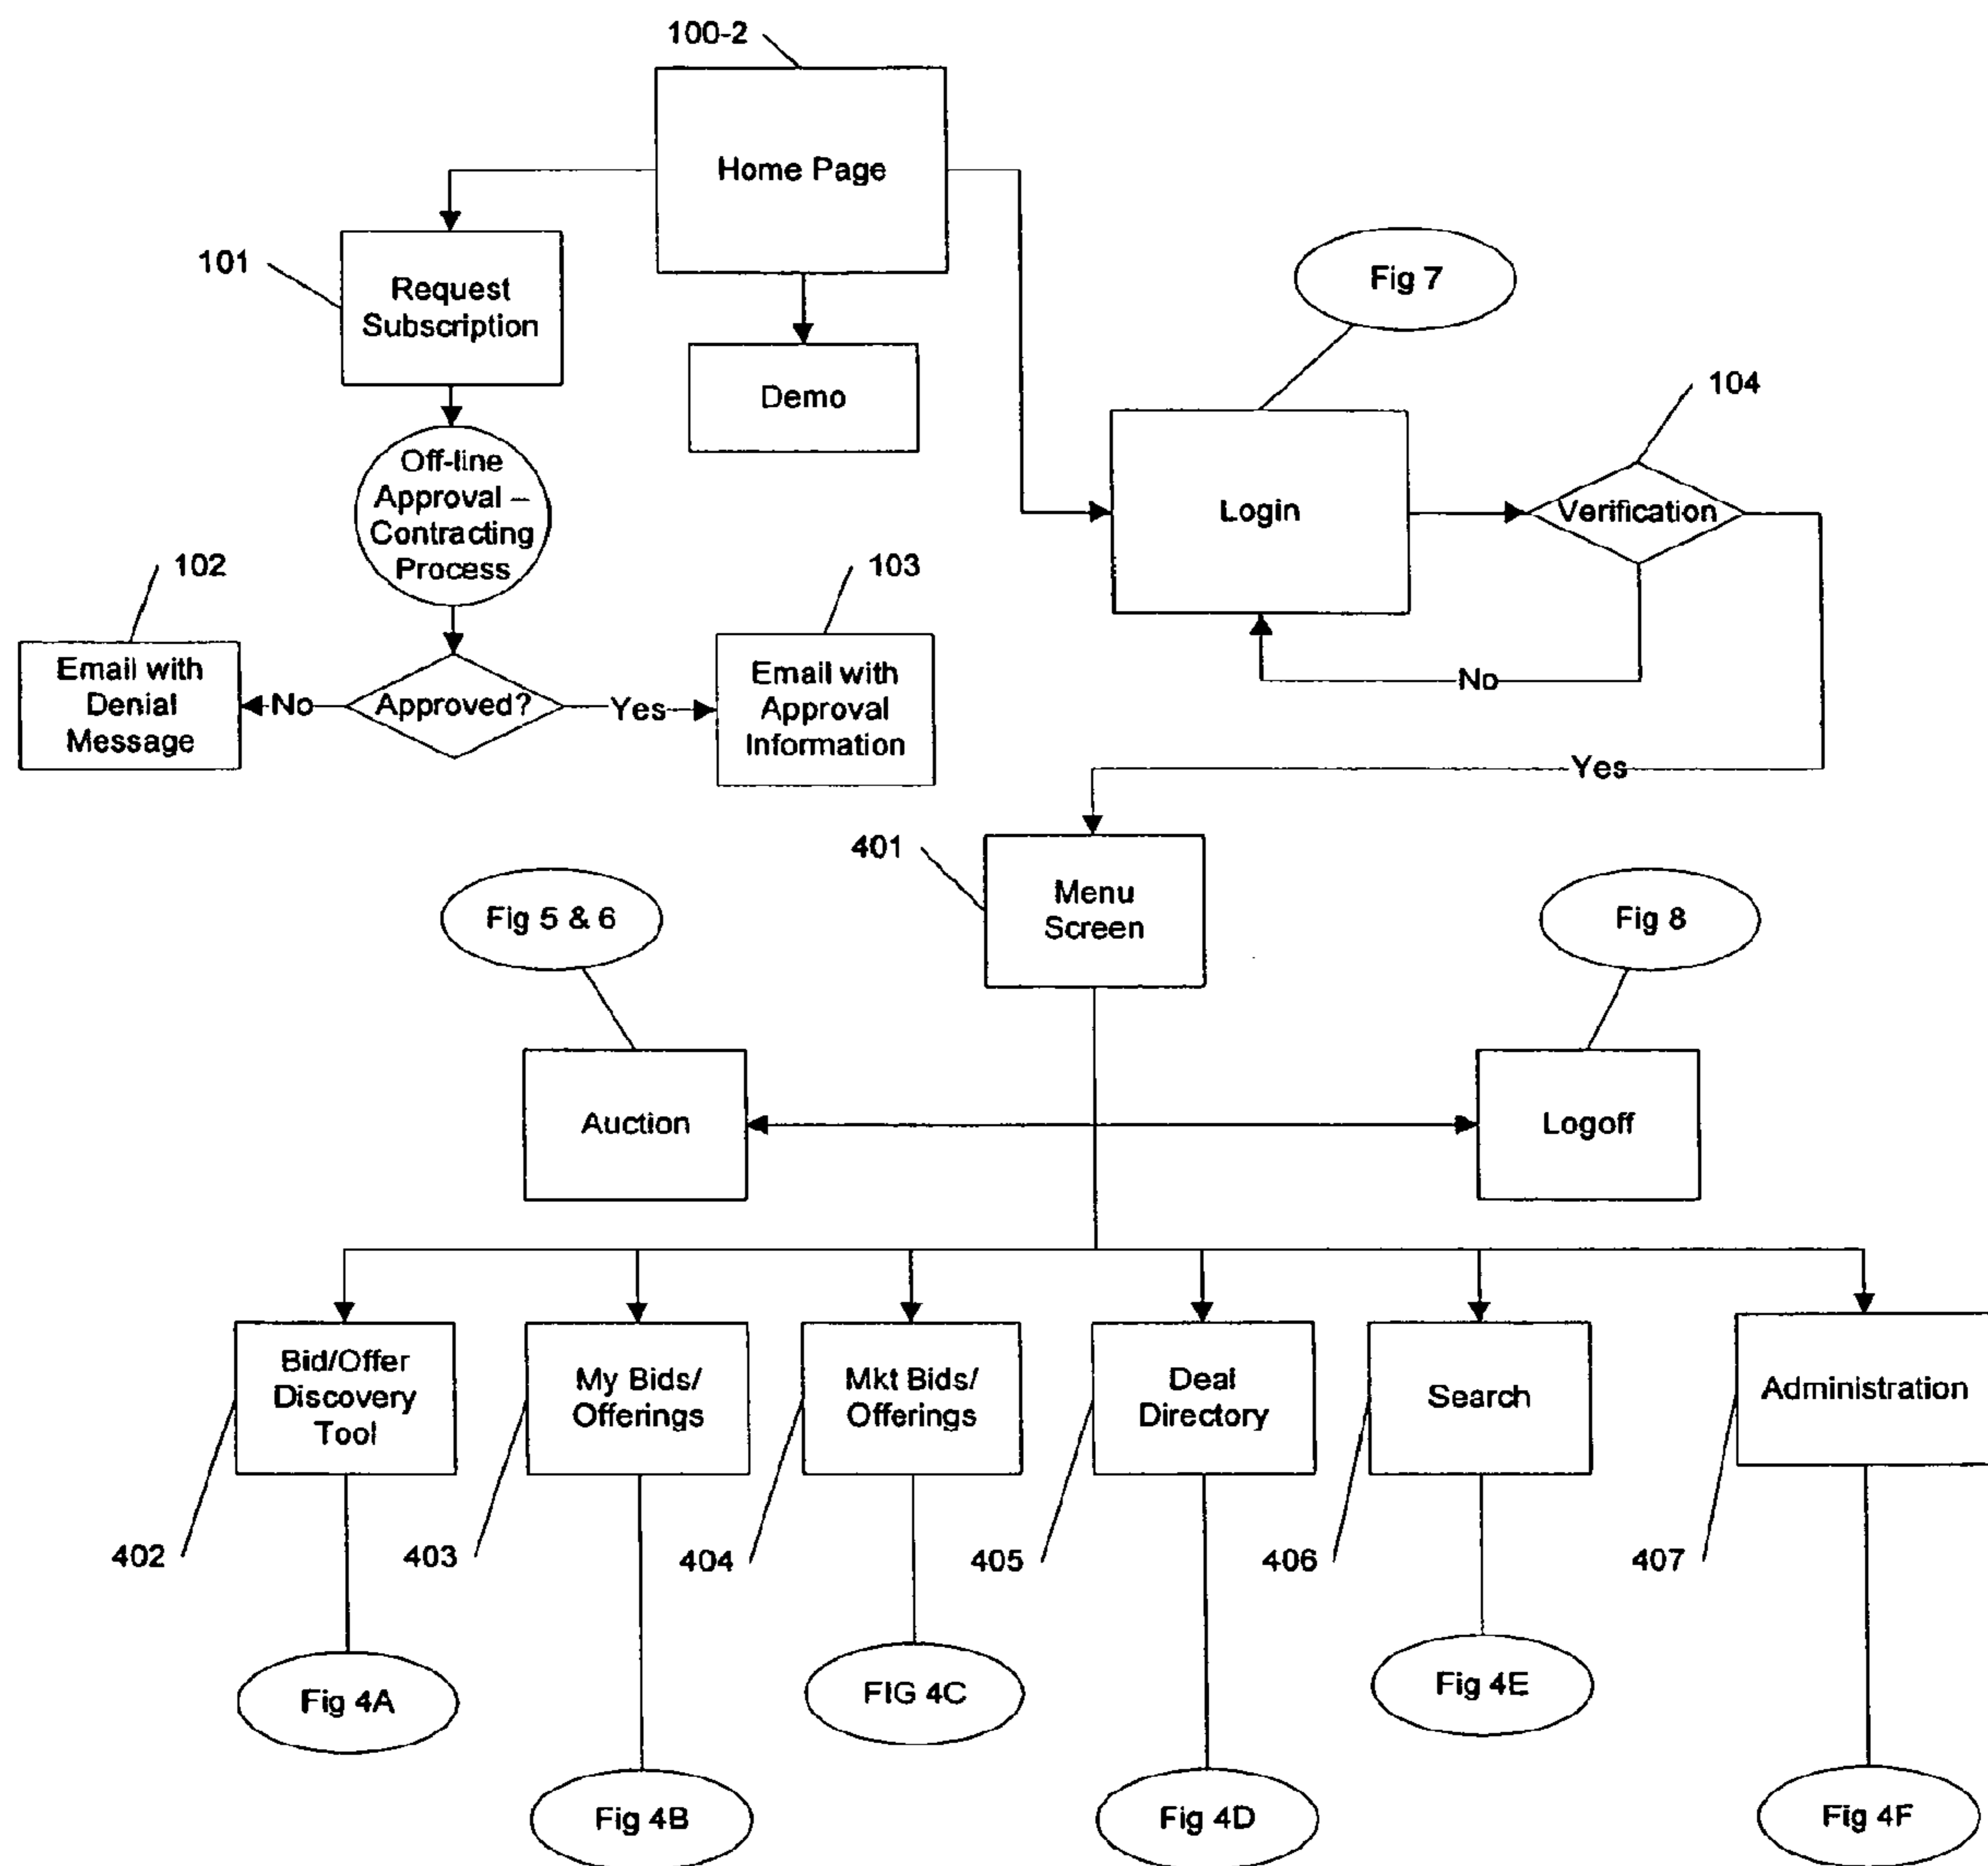 100-2
Home Page
101
Request
Subscription
Fig 7
Demo
104
Off-line
Approval –
Contracting
Process
Login
Verification
102
103
Email with
Denial
Message
No
Approved?
Yes
Email with
Approval
Information
No
Yes
401
Menu
Screen
Fig 5 & 6
Fig 8
Auction
Logoff
Bid/Offer
Discovery
Tool
My Bids/
Offerings
Mkt Bids/
Offerings
Deal
Directory
Search
Administration
402
403
404
405
406
407
Fig 4A
Fig 4B
FIG 4C
Fig 4D
Fig 4E
Fig 4F